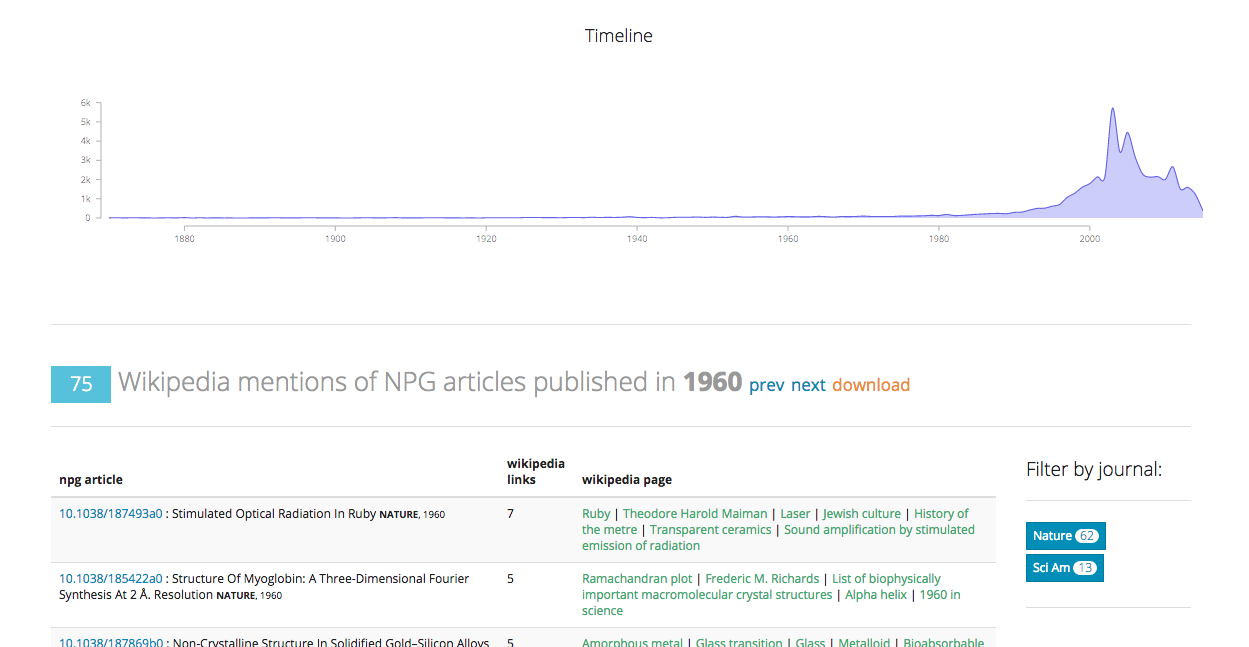 Timeline
6k
5k
4k
3k
2k
1k
0
1880 1900 1920 1940 1960 1980 2000
75 Wikipedia mentions of NPG articles published in 1960 prev next download
npg article wikipedia links wikipedia page
10.1038/187493a0 : Stimulated Optical Radiation In Ruby NATURE, 1960 7 Ruby | Theodore Harold Maiman | Laser | Jewish culture | History of
the metre | Transparent ceramics | Sound amplification by stimulated
emission of radiation
10.1038/185422a0 : Structure Of Myoglobin: A Three-Dimensional Fourier
Synthesis At 2 Å. Resolution NATURE, 1960 5 Ramachandran plot | Frederic M. Richards | List of biophysically
important macromolecular crystal structures | Alpha helix | 1960 in
science
10.1038/187869b0 : Non-Crystalline Structure In Solidified Gold–Silicon Alloys 5 Amorphous metal | Glass transition | Glass | Metalloid | Bioabsorbable
Filter by journal:
Nature 62
Sci Am 13